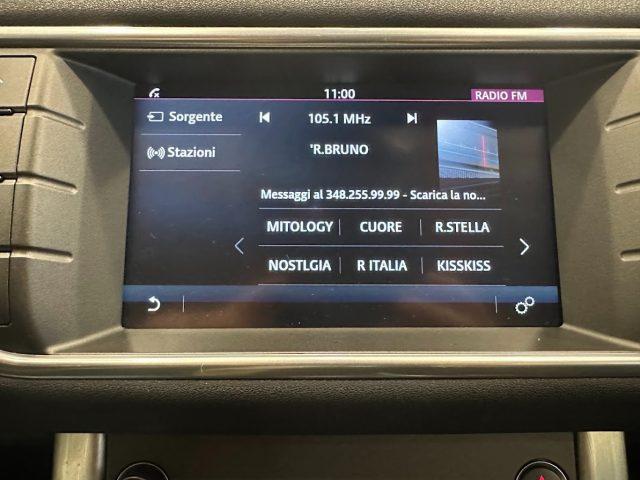 11:00
RADIO FM
Sorgente
105.1 MHz
Stazioni
'R.BRUNO
Messaggi al 348.255.99.99 - Scarica la no...
MITOLOGY CUORE R.STELLA
NOSTLGIA R ITALIA KISSKISS